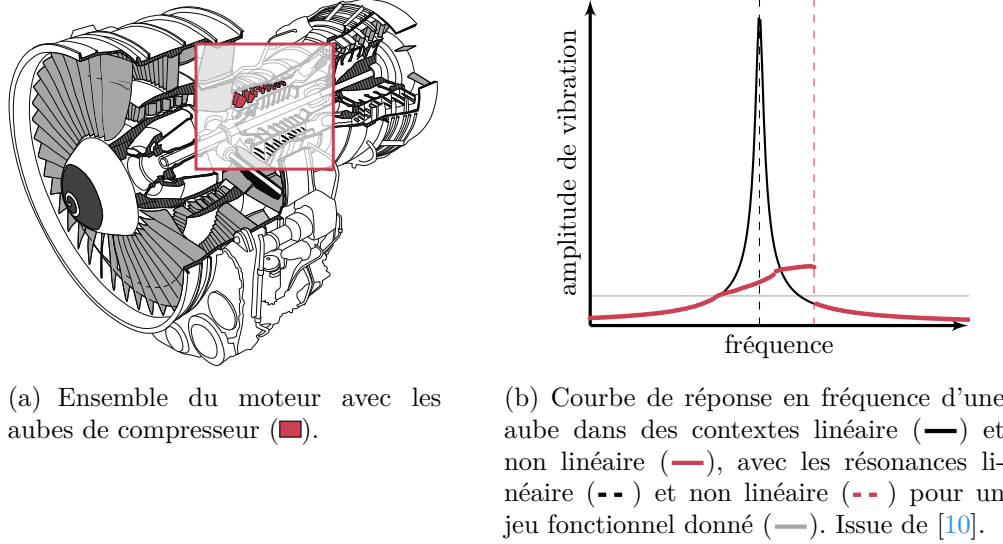 amplitude de vibration
fréquence
(a) Ensemble du moteur avec les
aubes de compresseur ( ).
(b) Courbe de réponse en fréquence d'une
aube dans des contextes linéaire ( ) et
non linéaire ( ), avec les résonances li-
néaire ( ) et non linéaire ( ) pour un
jeu fonctionnel donné ( ). Issue de [10].